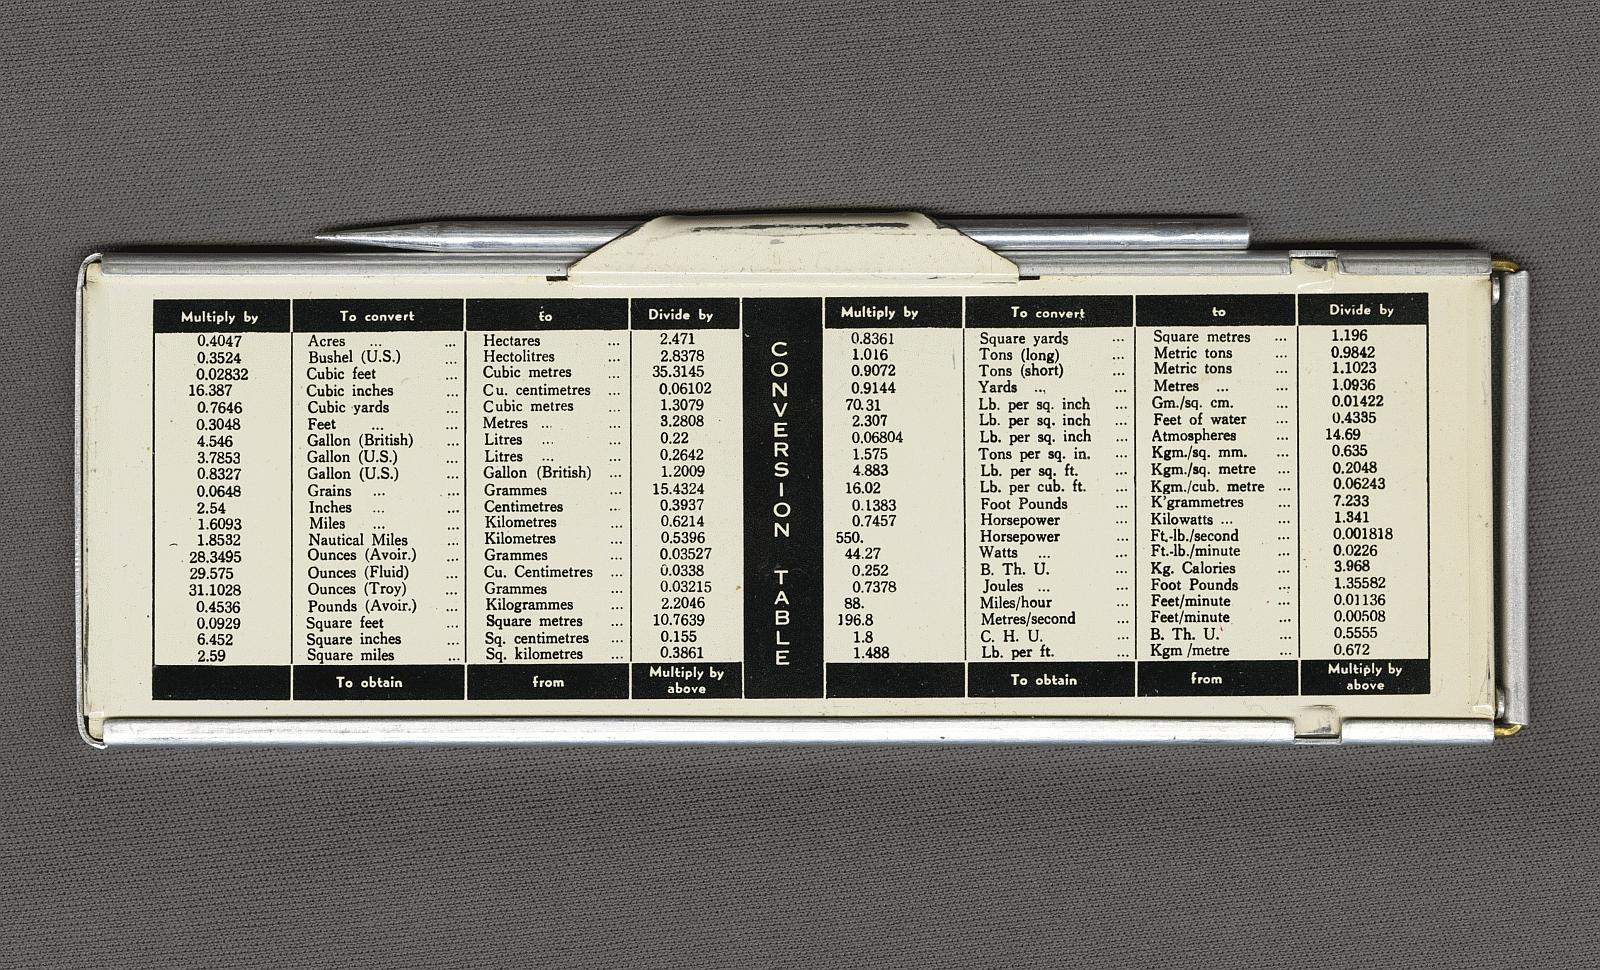 Multiply by To convert to Divide by
0.4047 Acres ... ... Hectares ... 2.471
0.3524 Bushel (U.S.) ... Hectolitres ... 2.8378
0.02832 Cubic feet ... Cubic metres ... 35.3145
16.387 Cubic inches ... Cu. centimetres ... 0.06102
0.7646 Cubic yards ... Cubic metres ... 1.3079
0.3048 Feet ... ... Metres ... ... 3.2808
4.546 Gallon (British) ... Litres ... ... 0.22
3.7853 Gallon (U.S.) ... Litres ... ... 0.2642
0.8327 Gallon (U.S.) ... Gallon (British) ... 1.2009
0.0648 Grains ... ... Grammes ... 15.4324
2.54 Inches ... ... Centimetres ... 0.3937
1.6093 Miles ... ... Kilometres ... 0.6214
1.8532 Nautical Miles ... Kilometres ... 0.5396
28.3495 Ounces (Avoir.) ... Grammes ... 0.03527
29.575 Ounces (Fluid) ... Cu. Centimetres ... 0.0338
31.1028 Ounces (Troy) ... Grammes ... 0.03215
0.4536 Pounds (Avoir.) ... Kilogrammes ... 2.2046
0.0929 Square feet ... Square metres ... 10.7639
6.452 Square inches ... Sq. centimetres ... 0.155
2.59 Square miles ... Sq. kilometres ... 0.3861
To obtain from Multiply by above
CONVERSION TABLE
Multiply by To convert to Divide by
0.8361 Square yards ... Square metres ... 1.196
1.016 Tons (long) ... Metric tons ... 0.9842
0.9072 Tons (short) ... Metric tons ... 1.1023
0.9144 Yards ... ... Metres ... ... 1.0936
70.31 Lb. per sq. inch ... Gm./sq. cm. ... 0.01422
2.307 Lb. per sq. inch ... Feet of water ... 0.4335
0.06804 Lb. per sq. inch ... Atmospheres ... 14.69
1.575 Tons per sq. in. ... Kgm./sq. mm. ... 0.635
4.883 Lb. per sq. ft. ... Kgm./sq. metre ... 0.2048
16.02 Lb. per cub. ft. ... Kgm./cub. metre ... 0.06243
0.1383 Foot Pounds ... K'grammetres ... 7.233
0.7457 Horsepower ... Kilowatts ... ... 1.341
550. Horsepower ... Ft.-lb./second ... 0.001818
44.27 Watts ... ... Ft.-lb./minute ... 0.0226
0.252 B. Th. U. ... Kg. Calories ... 3.968
0.7378 Joules ... ... Foot Pounds ... 1.35582
88. Miles/hour ... Feet/minute ... 0.01136
196.8 Metres/second ... Feet/minute ... 0.00508
1.8 C. H. U. ... B. Th. U. ... 0.5555
1.488 Lb. per ft. ... Kgm /metre ... 0.672
To obtain from Multiply by above